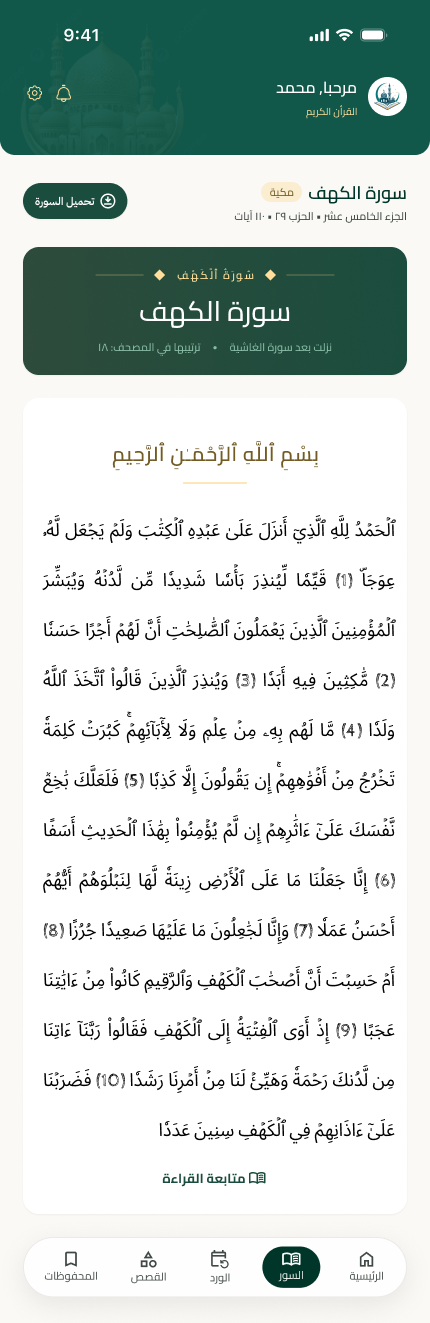 9:41
مرحبا, محمد
القرأن الكريم
سورة الكهف
مكية
الجزء الخامس عشر • الحزب ٢٩ • ١١٠ آيات
تحميل السورة
سُورَةُ ٱلْكَهْفِ
سورة الكهف
نزلت بعد سورة الغاشية • ترتيبها في المصحف: ١٨
بِسْمِ ٱللَّهِ ٱلرَّحْمَـٰنِ ٱلرَّحِيمِ
ٱلْحَمْدُ لِلَّهِ ٱلَّذِيٓ أَنزَلَ عَلَىٰ عَبْدِهِ ٱلْكِتَٰبَ وَلَمْ يَجْعَل لَّهُۥ
عِوَجَاۜ (1) قَيِّمٗا لِّيُنذِرَ بَأْسٗا شَدِيدٗا مِّن لَّدُنْهُ وَيُبَشِّرَ
ٱلْمُؤْمِنِينَ ٱلَّذِينَ يَعْمَلُونَ ٱلصَّٰلِحَٰتِ أَنَّ لَهُمْ أَجْرًا حَسَنٗا
(2) مَّٰكِثِينَ فِيهِ أَبَدٗا (3) وَيُنذِرَ ٱلَّذِينَ قَالُواْ ٱتَّخَذَ ٱللَّهُ
وَلَدٗا (4) مَّا لَهُم بِهِۦ مِنْ عِلْمٖ وَلَا لِأٓبَآئِهِمْۚ كَبُرَتْ كَلِمَةٗ
تَخْرُجُ مِنْ أَفْوَٰهِهِمْۚ إِن يَقُولُونَ إِلَّا كَذِبٗا (5) فَلَعَلَّكَ بَٰخِعٞ
نَّفْسَكَ عَلَىٰٓ ءَاثَٰرِهِمْ إِن لَّمْ يُؤْمِنُواْ بِهَٰذَا ٱلْحَدِيثِ أَسَفًا
(6) إِنَّا جَعَلْنَا مَا عَلَى ٱلْأَرْضِ زِينَةٗ لَّهَا لِنَبْلُوَهُمْ أَيُّهُمْ
أَحْسَنُ عَمَلٗا (7) وَإِنَّا لَجَٰعِلُونَ مَا عَلَيْهَا صَعِيدٗا جُرُزًا (8)
أَمْ حَسِبْتَ أَنَّ أَصْحَٰبَ ٱلْكَهْفِ وَٱلرَّقِيمِ كَانُواْ مِنْ ءَايَٰتِنَا
عَجَبًا (9) إِذْ أَوَى ٱلْفِتْيَةُ إِلَى ٱلْكَهْفِ فَقَالُواْ رَبَّنَآ ءَاتِنَا
مِن لَّدُنكَ رَحْمَةٗ وَهَيِّئْ لَنَا مِنْ أَمْرِنَا رَشَدٗا (10) فَضَرَبْنَا
عَلَىٰٓ ءَاذَانِهِمْ فِي ٱلْكَهْفِ سِنِينَ عَدَدٗا
متابعة القراءة
الرئيسية
السور
الورد
القصص
المحفوظات